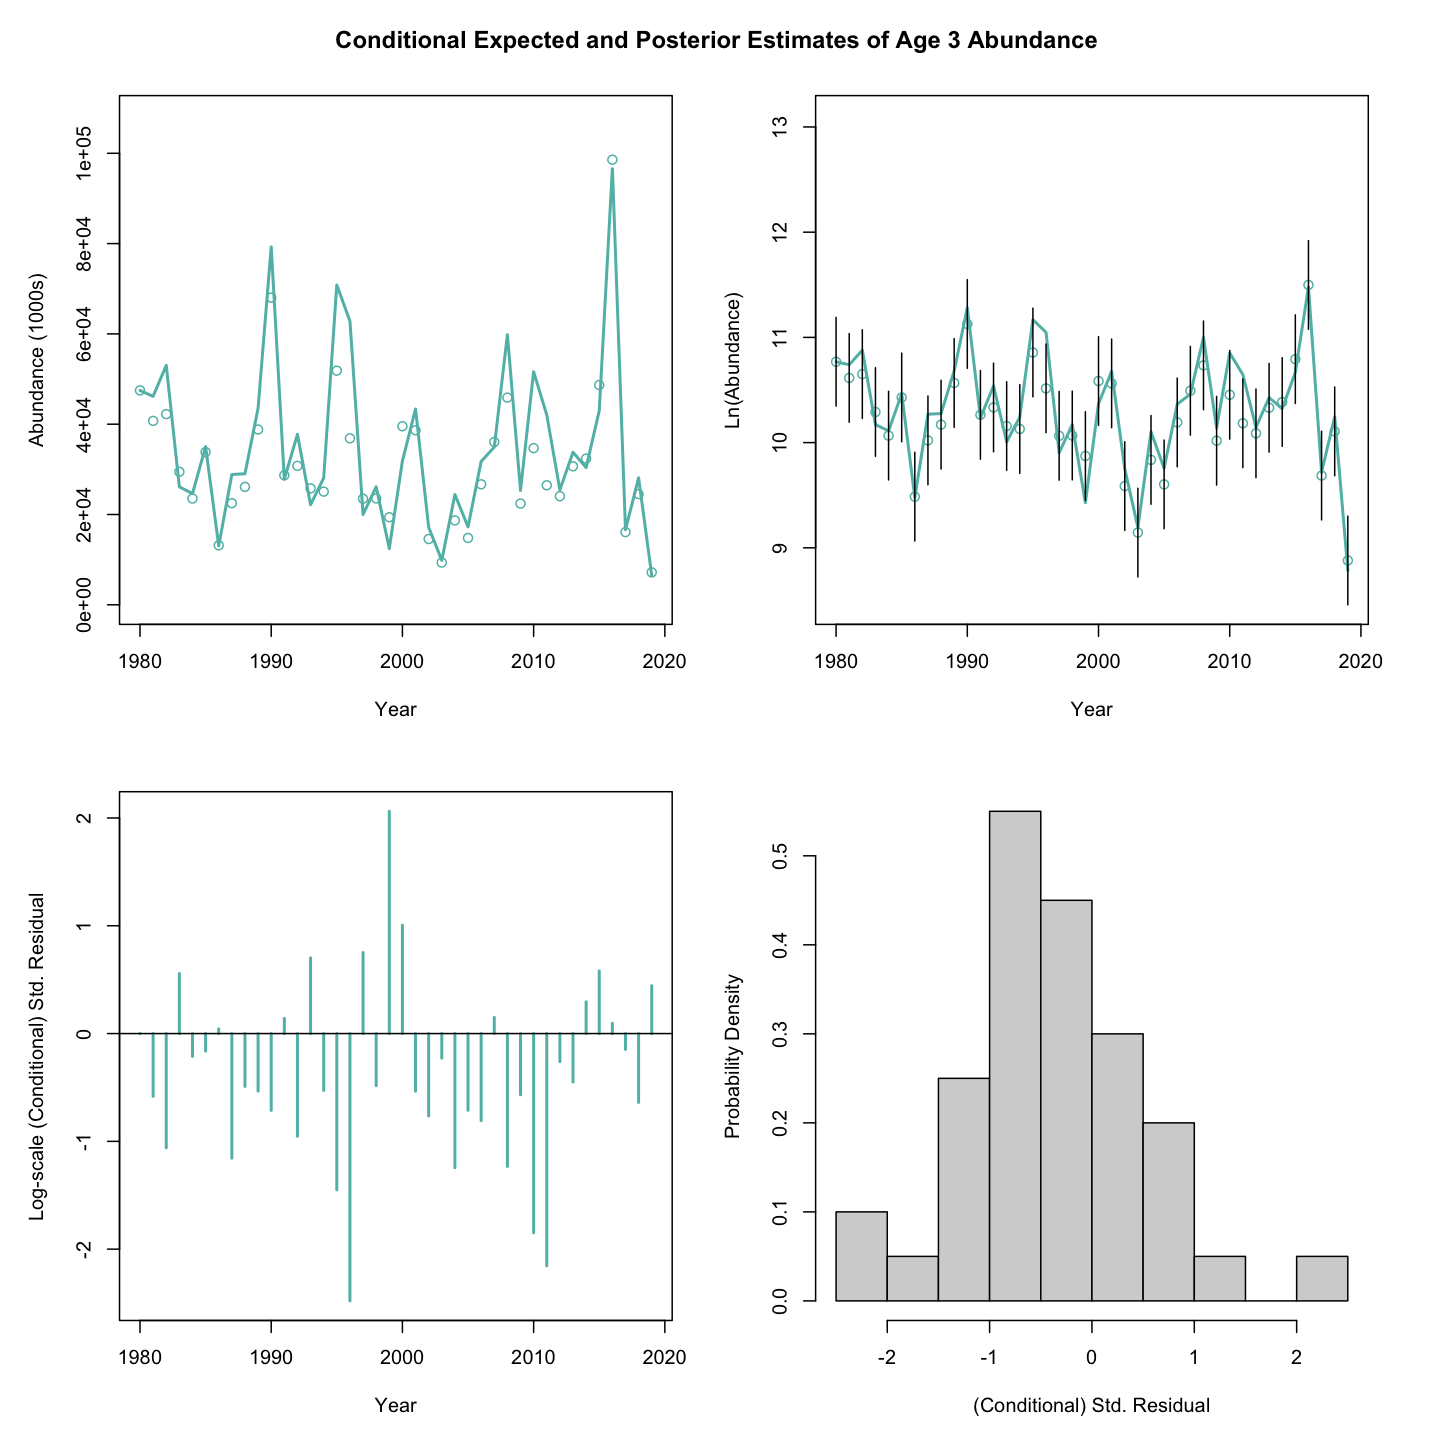 Conditional Expected and Posterior Estimates of Age 3 Abundance
Abundance (1000s)
1e+05
8e+04
6e+04
4e+04
2e+04
0e+00
1980 1990 2000 2010 2020
Year
Ln(Abundance)
13
12
11
10
9
1980 1990 2000 2010 2020
Year
Log-scale (Conditional) Std. Residual
2
1
0
-1
-2
1980 1990 2000 2010 2020
Year
Probability Density
0.5
0.4
0.3
0.2
0.1
0.0
-2 -1 0 1 2
(Conditional) Std. Residual